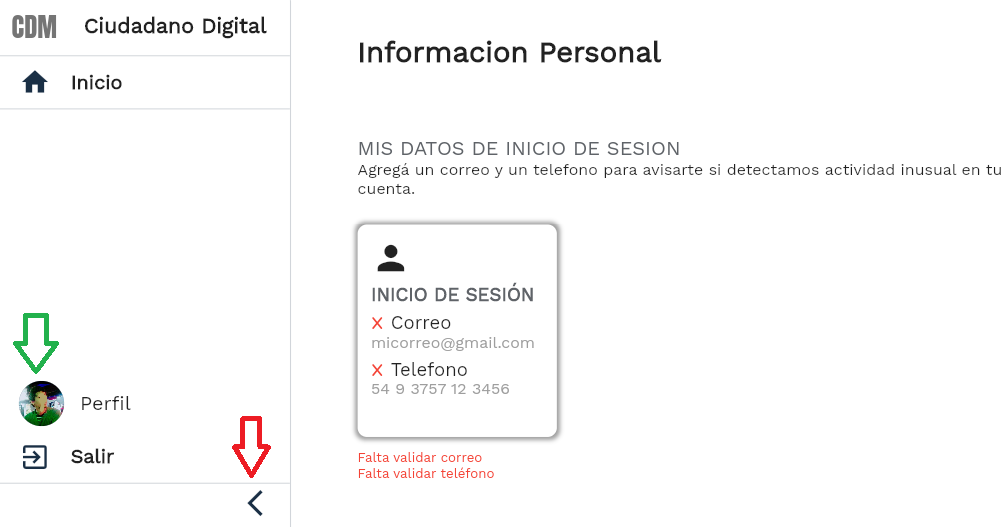 CDM Ciudadano Digital
Inicio
Informacion Personal
MIS DATOS DE INICIO DE SESION
Agregá un correo y un telefono para avisarte si detectamos actividad inusual en tu
cuenta.
INICIO DE SESIÓN
X Correo
micorreo@gmail.com
X Telefono
54 9 3757 12 3456
Falta validar correo
Falta validar teléfono
Perfil
Salir